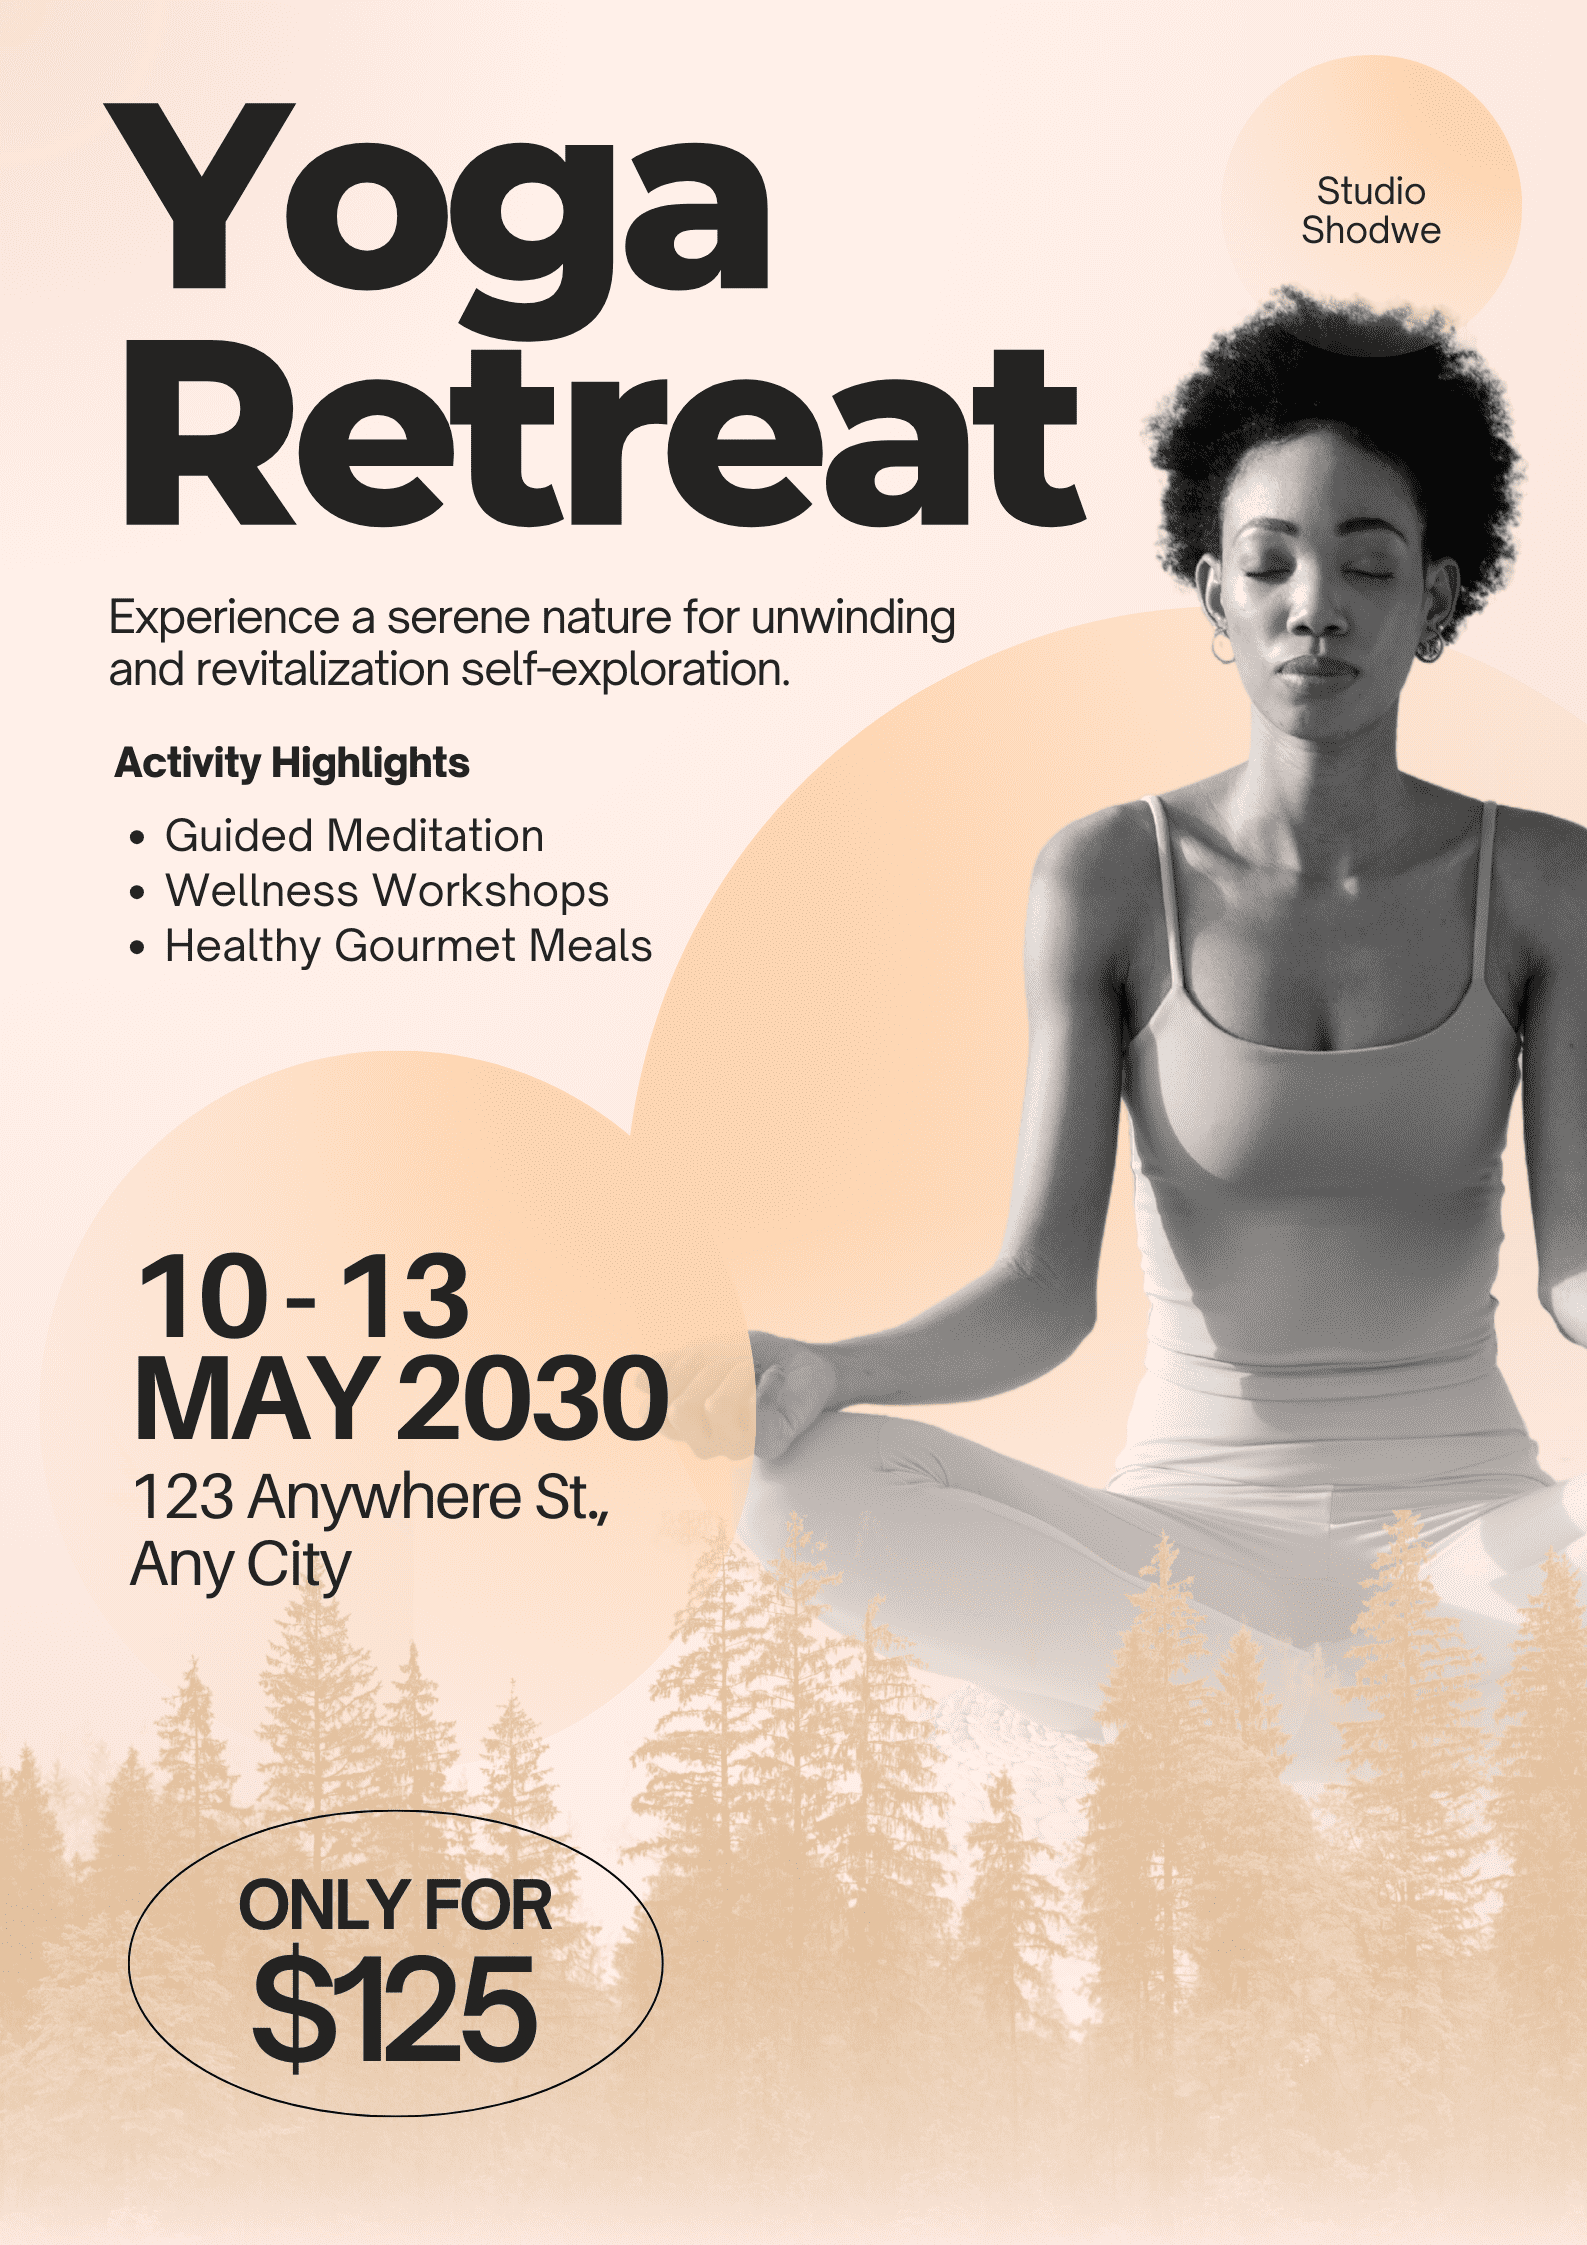 Yoga
Retreat
Studio
Shodwe
Experience a serene nature for unwinding
and revitalization self-exploration.
Activity Highlights
• Guided Meditation
• Wellness Workshops
• Healthy Gourmet Meals
10 - 13
MAY 2030
123 Anywhere St.,
Any City
ONLY FOR
$125